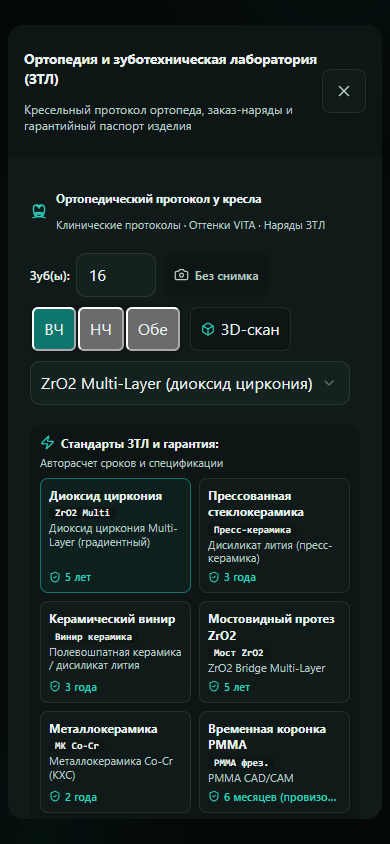 Ортопедия и зуботехническая лаборатория
(ЗТЛ)
Кресельный протокол ортопеда, заказ-наряды и
гарантийный паспорт изделия
Ортопедический протокол у кресла
Клинические протоколы · Оттенки VITA · Наряды ЗТЛ
Зуб(ы):
16
Без снимка
ВЧ
НЧ
Обе
3D-скан
ZrO2 Multi-Layer (диоксид циркония)
Стандарты ЗТЛ и гарантия:
Авторасчет сроков и спецификации
Диоксид циркония
ZrO2 Multi
Диоксид циркония Multi-
Layer (градиентный)
5 лет
Прессованная
стеклокерамика
Пресс-керамика
Дисиликат лития (пресс-
керамика)
3 года
Керамический винир
Винир керамика
Полевошпатная керамика
/ дисиликат лития
3 года
Мостовидный протез
ZrO2
Мост ZrO2
ZrO2 Bridge Multi-Layer
5 лет
Металлокерамика
МК Co-Cr
Металлокерамика Co-Cr
(КХС)
2 года
Временная коронка
PMMA
PMMA фрез.
PMMA CAD/CAM
6 месяцев (провизо...